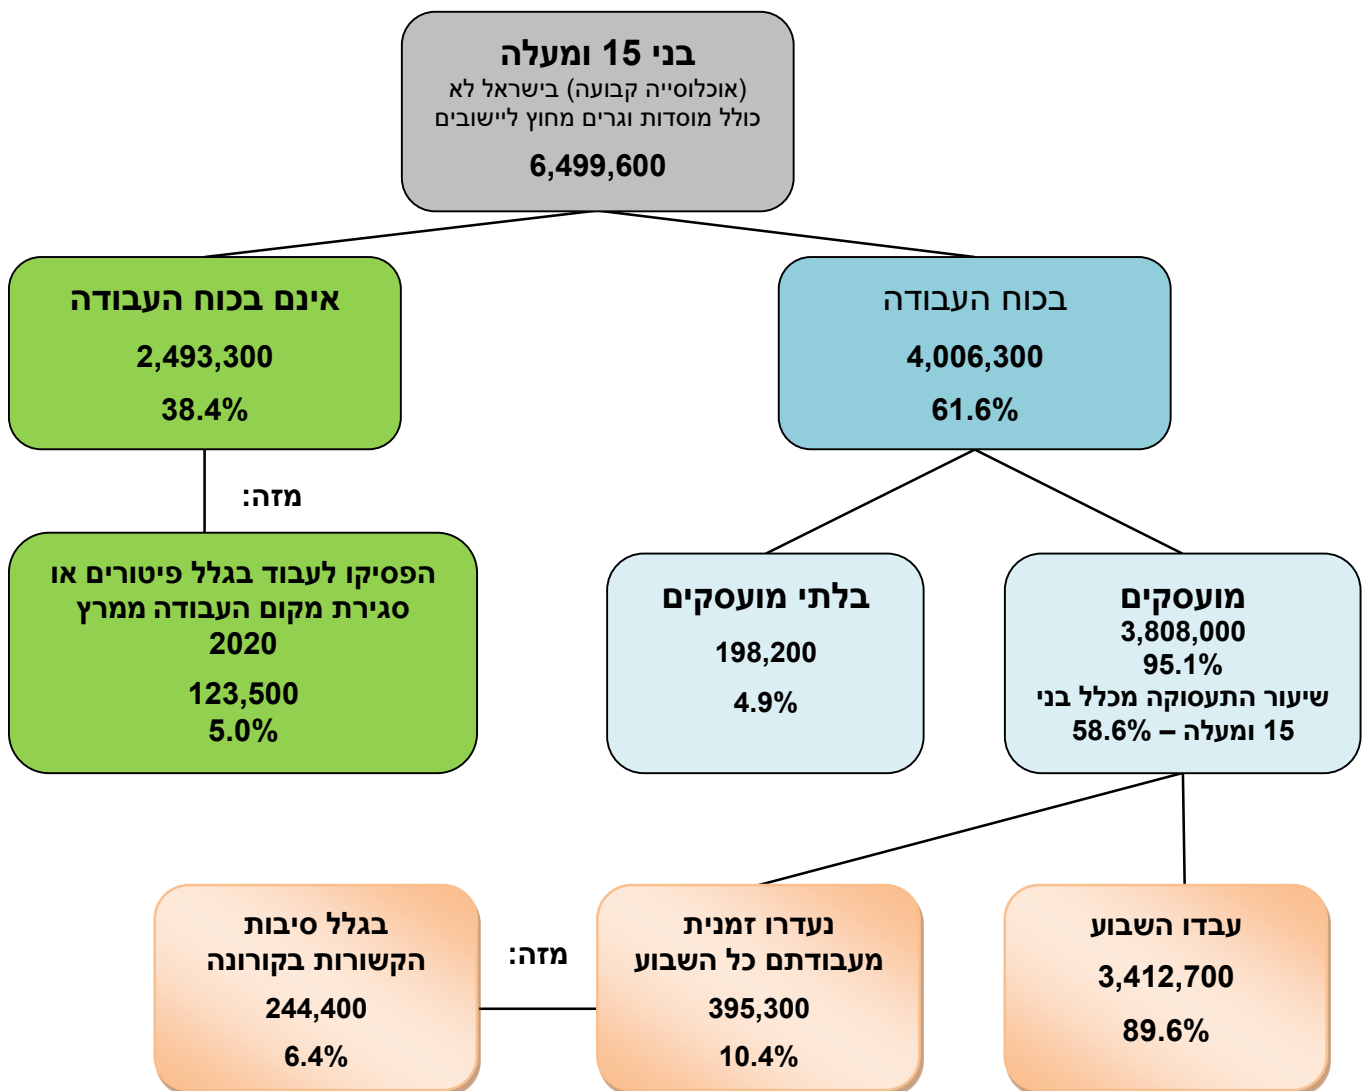 בני 15 ומעלה
(אוכלוסייה קבועה) בישראל לא
כולל מוסדות וגרים מחוץ ליישובים
6,499,600
בכוח העבודה
4,006,300
61.6%
אינם בכוח העבודה
2,493,300
38.4%
מזה:
מועסקים
3,808,000
95.1%
שיעור התעסוקה מכלל בני
15 ומעלה – 58.6%
בלתי מועסקים
198,200
4.9%
הפסיקו לעבוד בגלל פיטורים או
סגירת מקום העבודה ממרץ
2020
123,500
5.0%
עבדו השבוע
3,412,700
89.6%
נעדרו זמנית
מעבודתם כל השבוע
395,300
10.4%
מזה:
בגלל סיבות
הקשורות בקורונה
244,400
6.4%